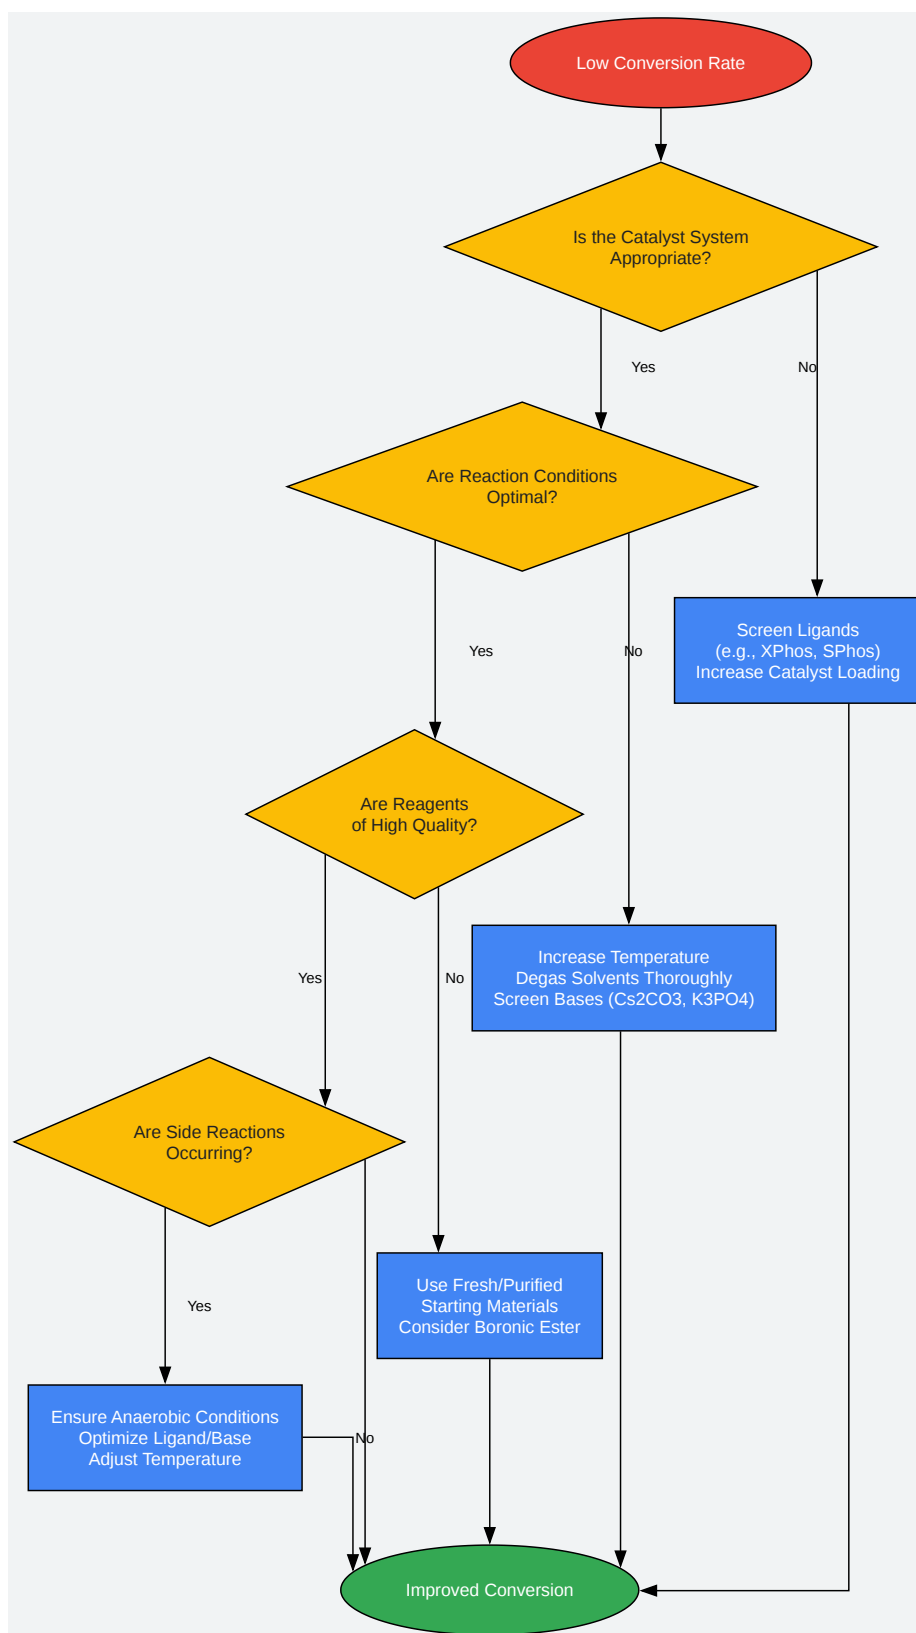 Low Conversion Rate
Is the Catalyst System
Appropriate?
Yes
No
Are Reaction Conditions
Optimal?
Screen Ligands
(e.g., XPhos, SPhos)
Increase Catalyst Loading
Yes
No
Are Reagents
of High Quality?
Increase Temperature
Degas Solvents Thoroughly
Screen Bases (Cs2CO3, K3PO4)
Yes
No
Are Side Reactions
Occurring?
Use Fresh/Purified
Starting Materials
Consider Boronic Ester
Yes
Ensure Anaerobic Conditions
Optimize Ligand/Base
Adjust Temperature
No
Improved Conversion